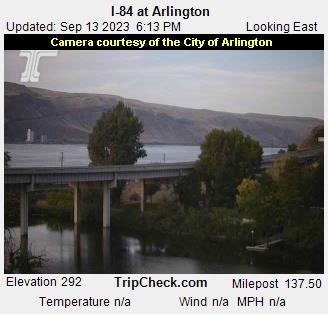 I-84 at Arlington
Updated: Sep 13 2023 6:13 PM Looking East
Camera courtesy of the City of Arlington
Elevation 292 TripCheck.com Milepost 137.50
Temperature n/a Wind n/a MPH n/a